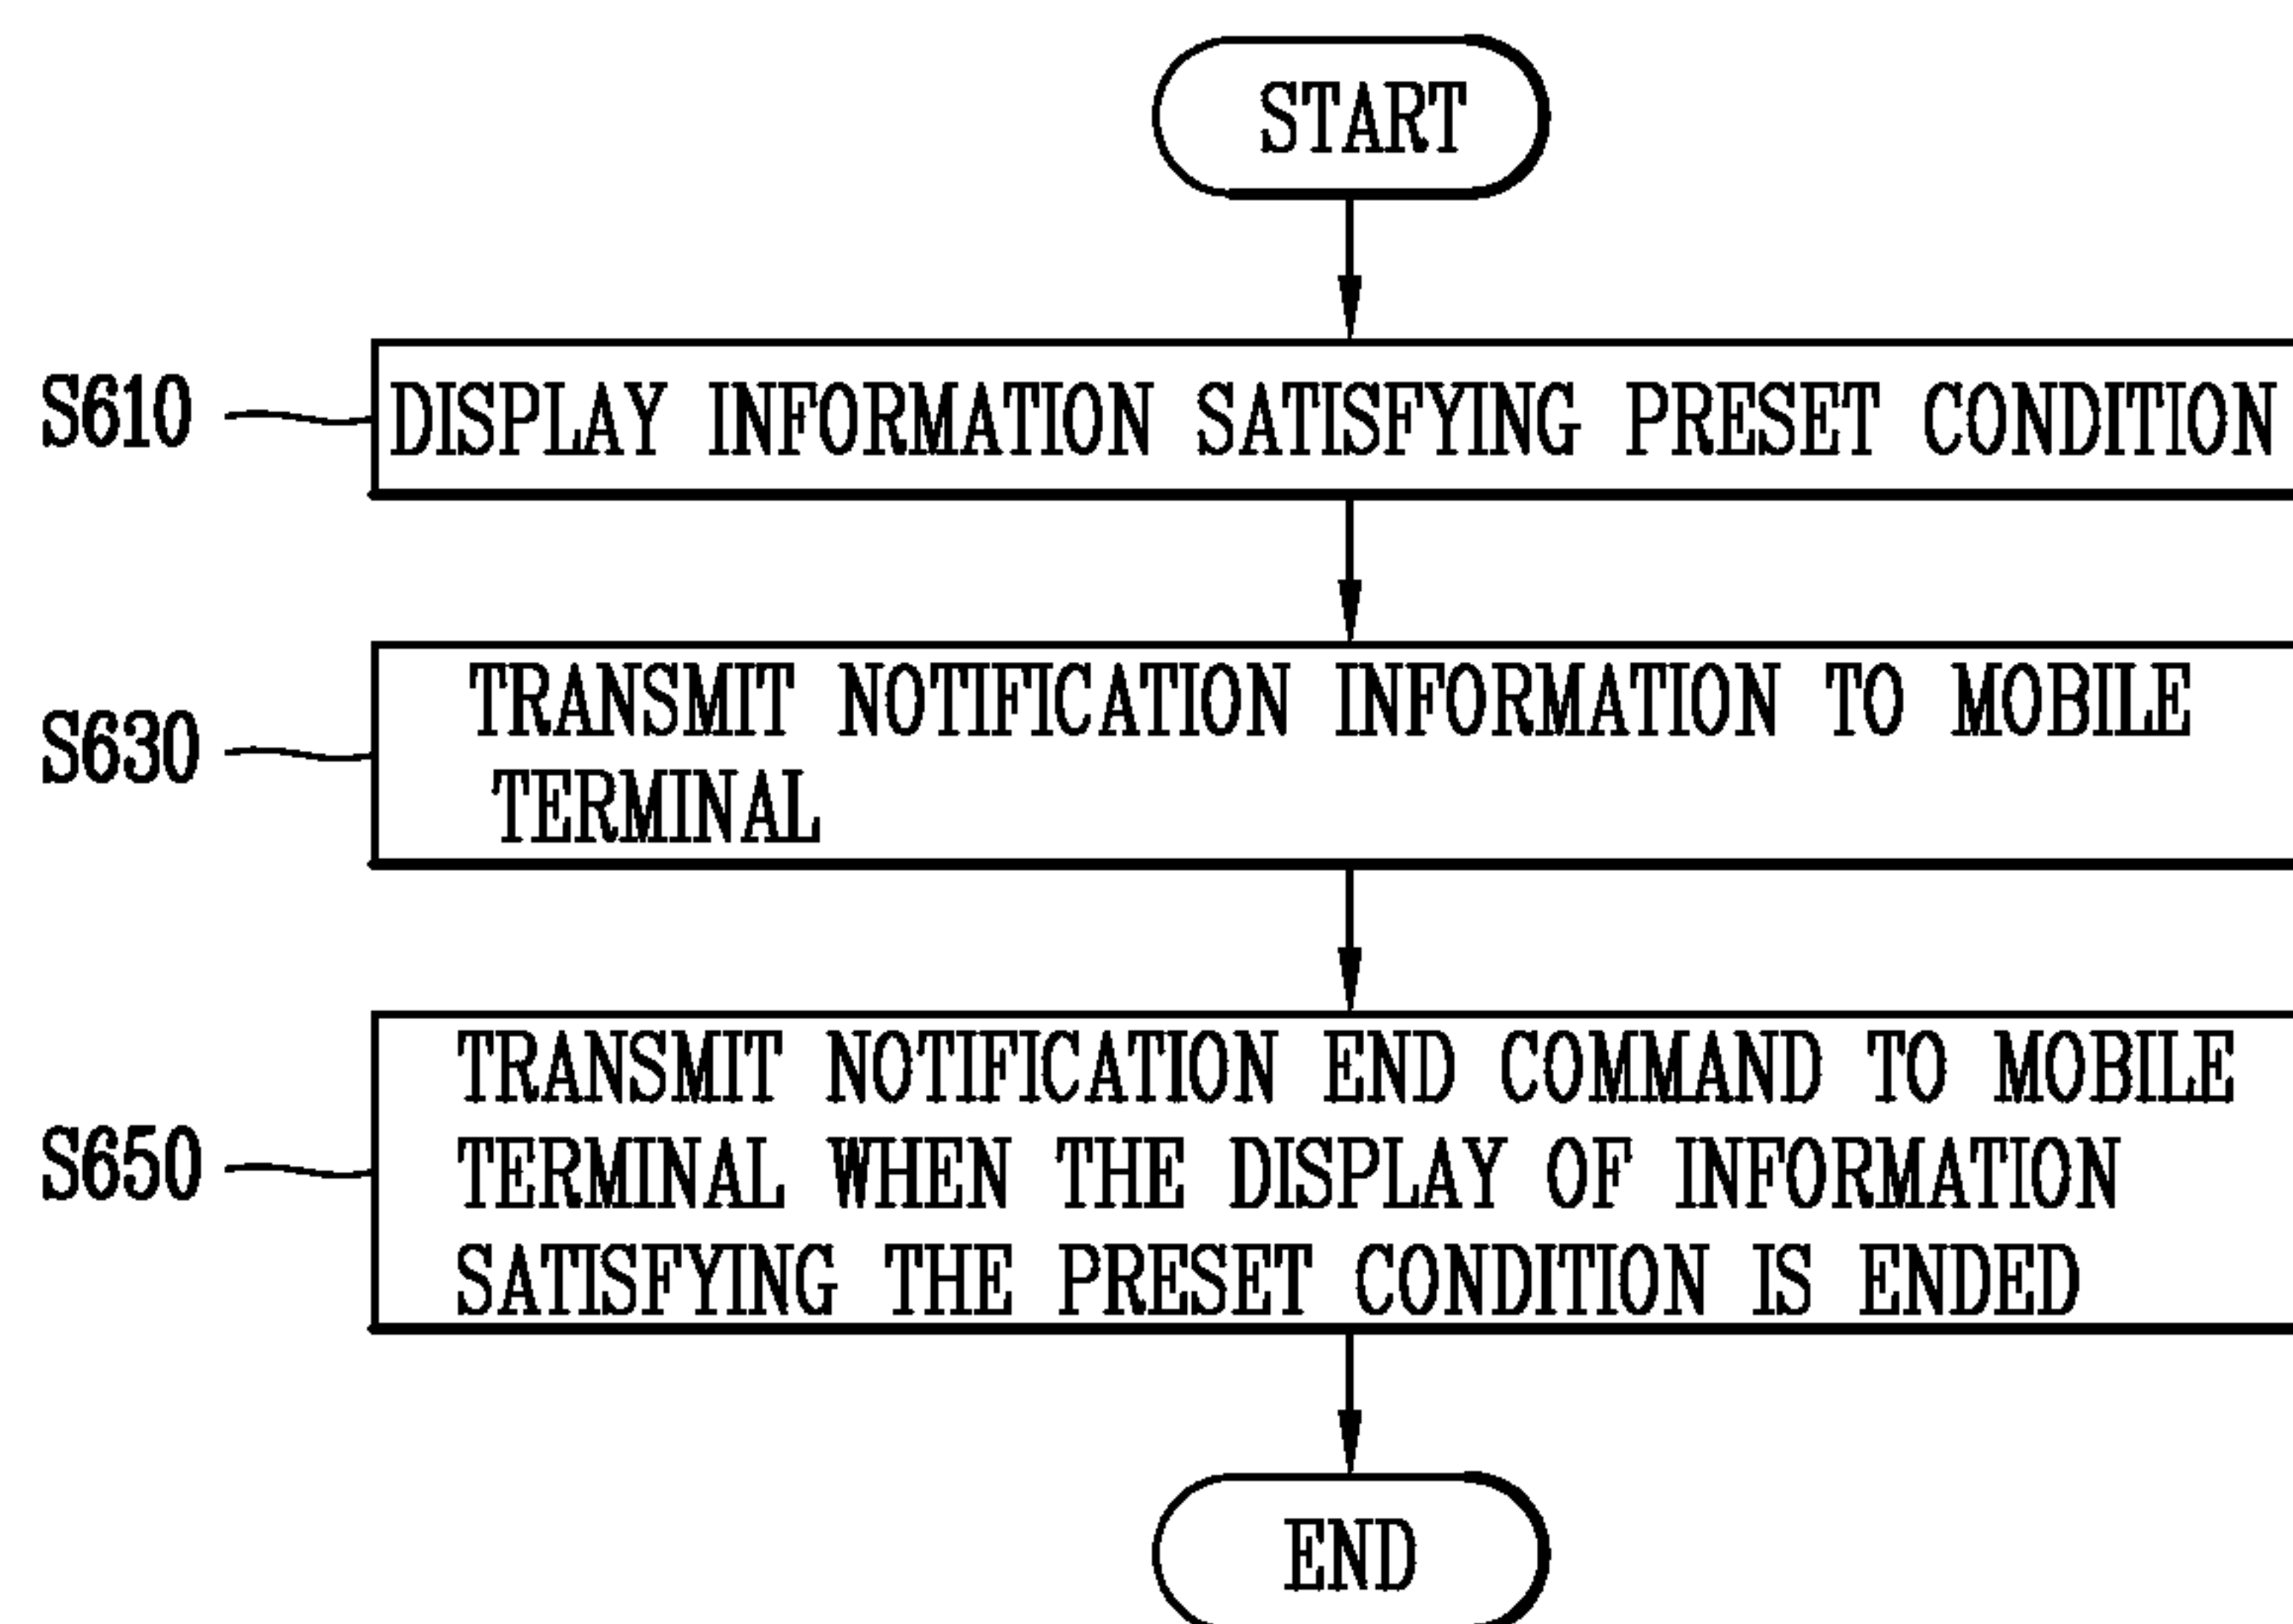 START
S610
DISPLAY INFORMATION SATISFYING PRESET CONDITION
S630
TRANSMIT NOTIFICATION INFORMATION TO MOBILE
TERMINAL
S650
TRANSMIT NOTIFICATION END COMMAND TO MOBILE
TERMINAL WHEN THE DISPLAY OF INFORMATION
SATISFYING THE PRESET CONDITION IS ENDED
END